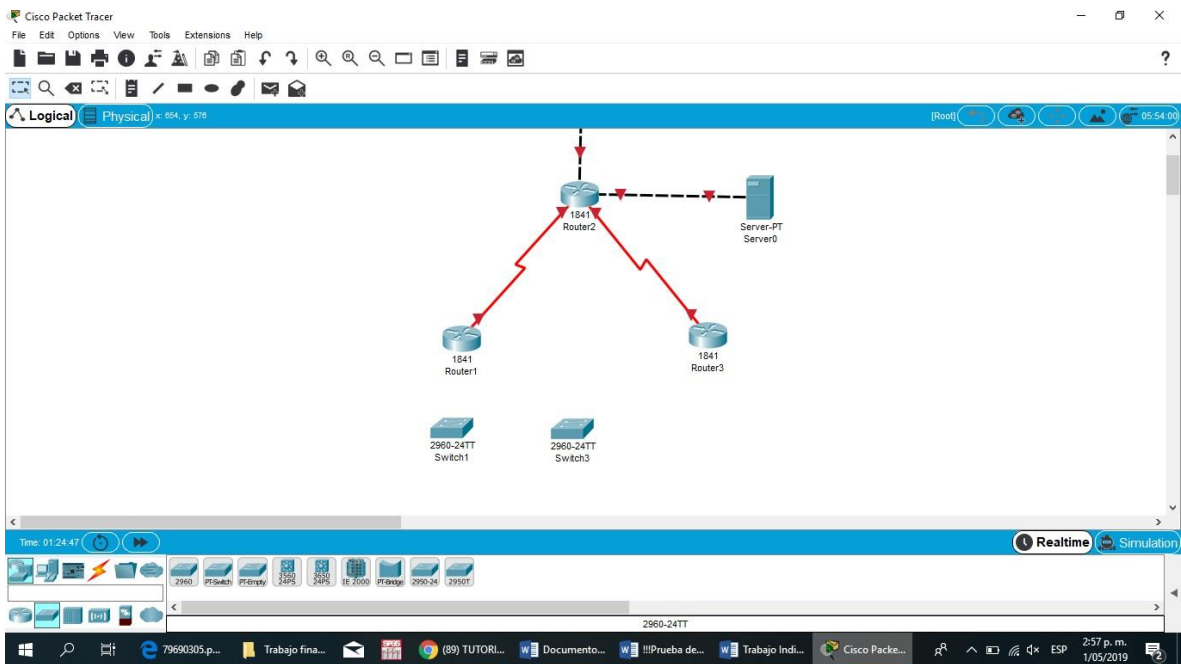 Cisco Packet Tracer
File Edit Options View Tools Extensions Help
?
Logical Physical x: 654, y: 576 [Root] 05:54:00
1841
Router2
Server-PT
Server0
1841
Router1
1841
Router3
2960-24TT
Switch1
2960-24TT
Switch3
Time: 01:24:47 Realtime Simulation
2960 PT-Switch PT-Empty 3560 24PS 3650 24PS IE 2000 PT-Bridge 2950-24 2950T
2960-24TT
79690305.p... Trabajo fina... SPSS (89) TUTORI... Documento... !!!Prueba de... Trabajo Indi... Cisco Packe... ESP 2:57 p. m.
1/05/2019 2